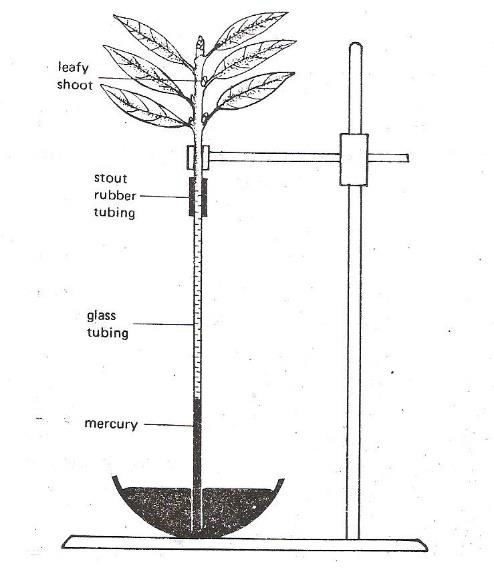 leafy
shoot
stout
rubber
tubing
glass
tubing
mercury